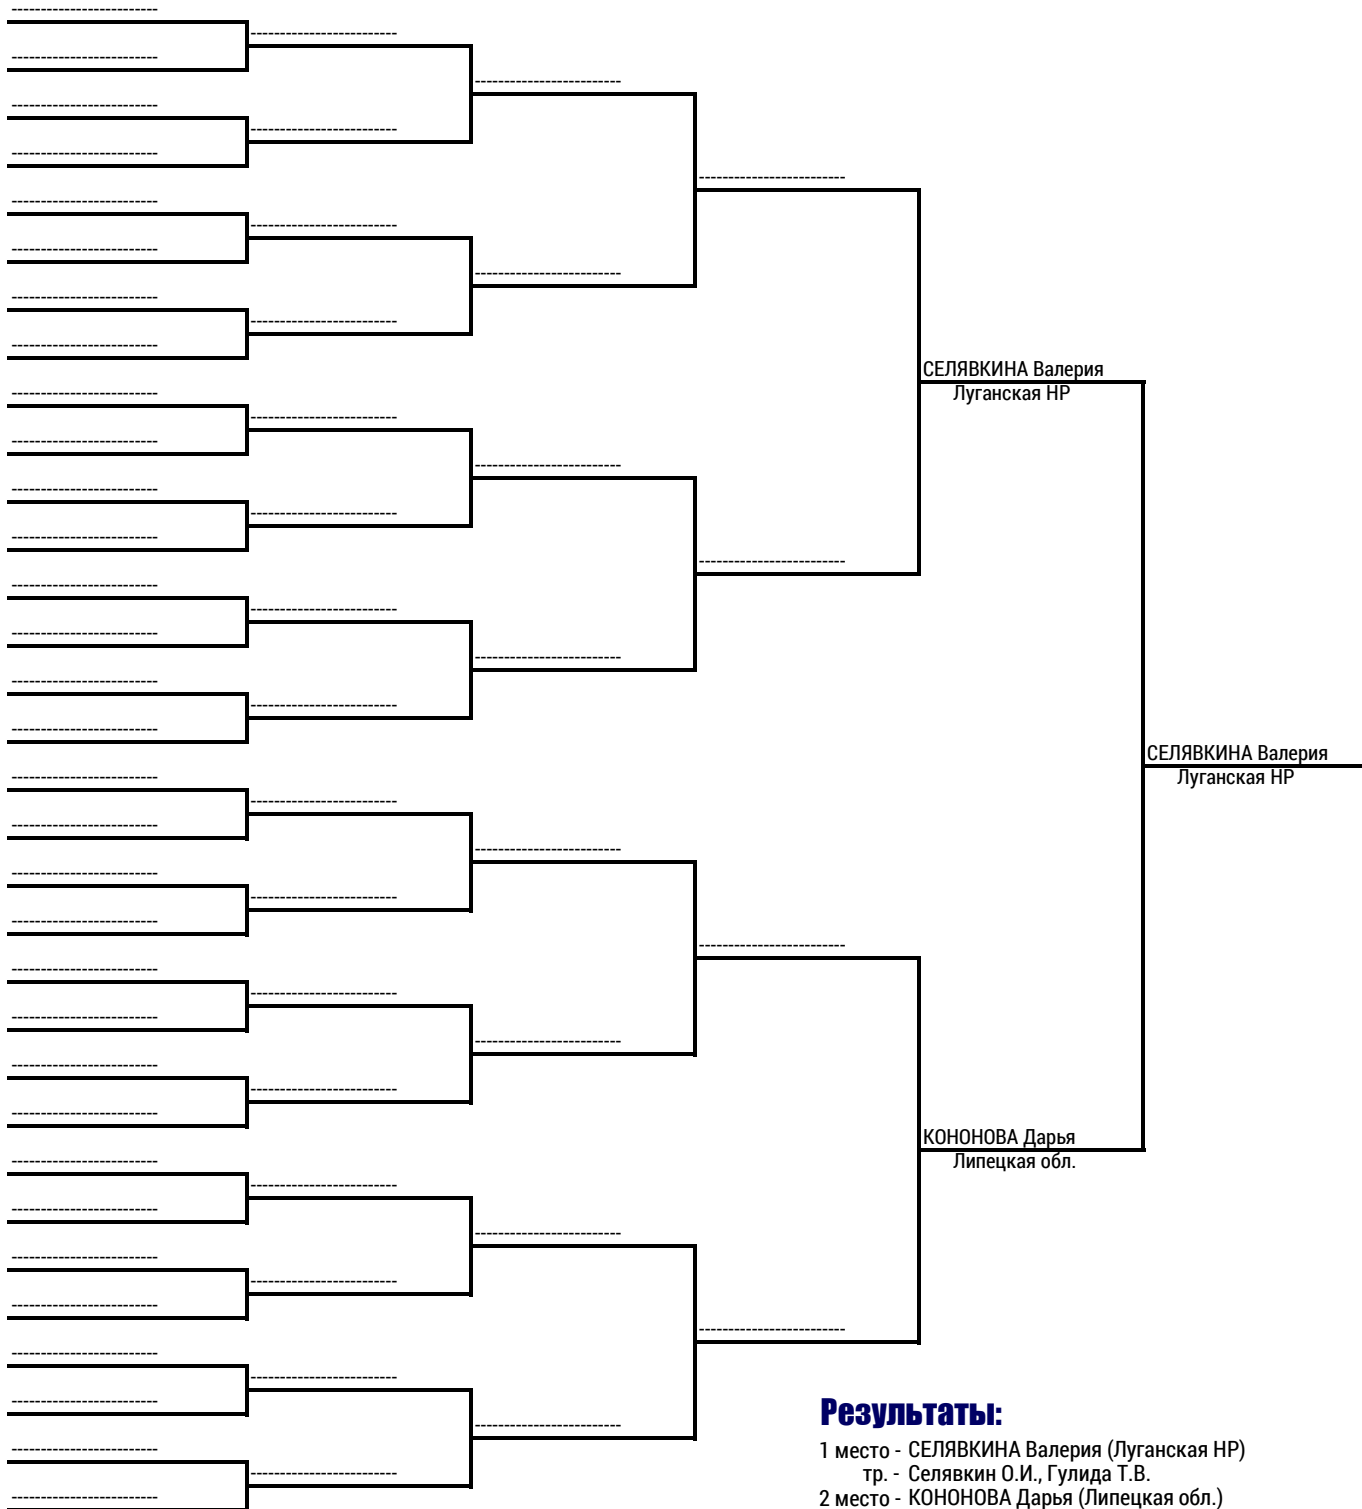 СЕЛЯВКИНА Валерия
Луганская НР
СЕЛЯВКИНА Валерия
Луганская НР
КОНОНОВА Дарья
Липецкая обл.
Результаты:
1 место - СЕЛЯВКИНА Валерия (Луганская НР)
тр. - Селявкин О.И., Гулида Т.В.
2 место - КОНОНОВА Дарья (Липецкая обл.)